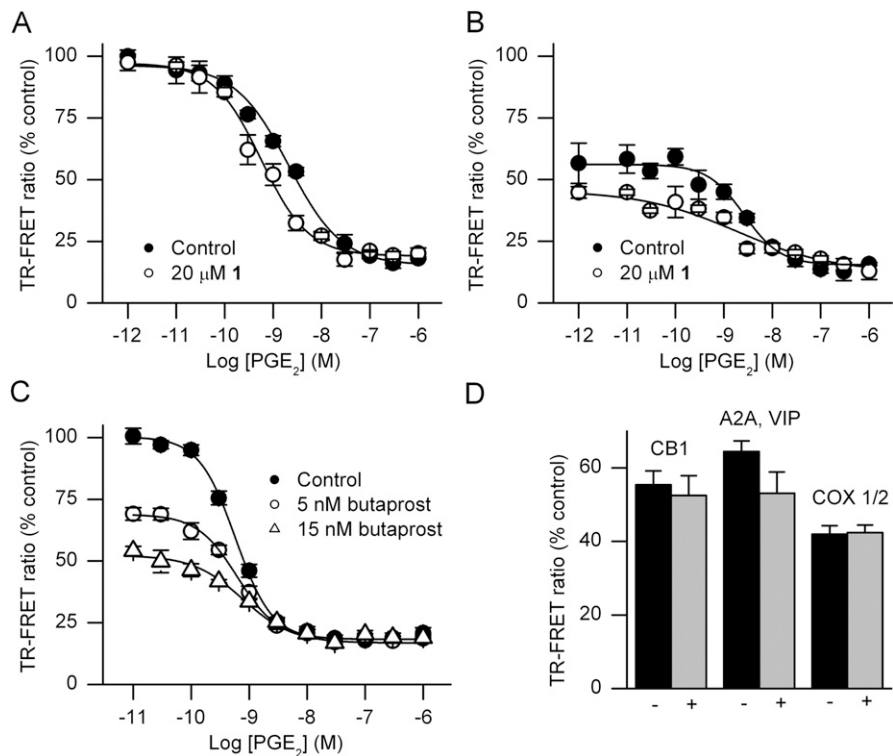 A
TR-FRET ratio (% control)
100
75
50
25
0
Control
20 µM 1
-12 -11 -10 -9 -8 -7 -6
Log [PGE2] (M)
B
TR-FRET ratio (% control)
100
75
50
25
0
Control
20 µM 1
-12 -11 -10 -9 -8 -7 -6
Log [PGE2] (M)
C
TR-FRET ratio (% control)
100
75
50
25
0
Control
5 nM butaprost
15 nM butaprost
-11 -10 -9 -8 -7 -6
Log [PGE2] (M)
D
TR-FRET ratio (% control)
60
40
20
0
CB1
A2A, VIP
COX 1/2
- + - + - +